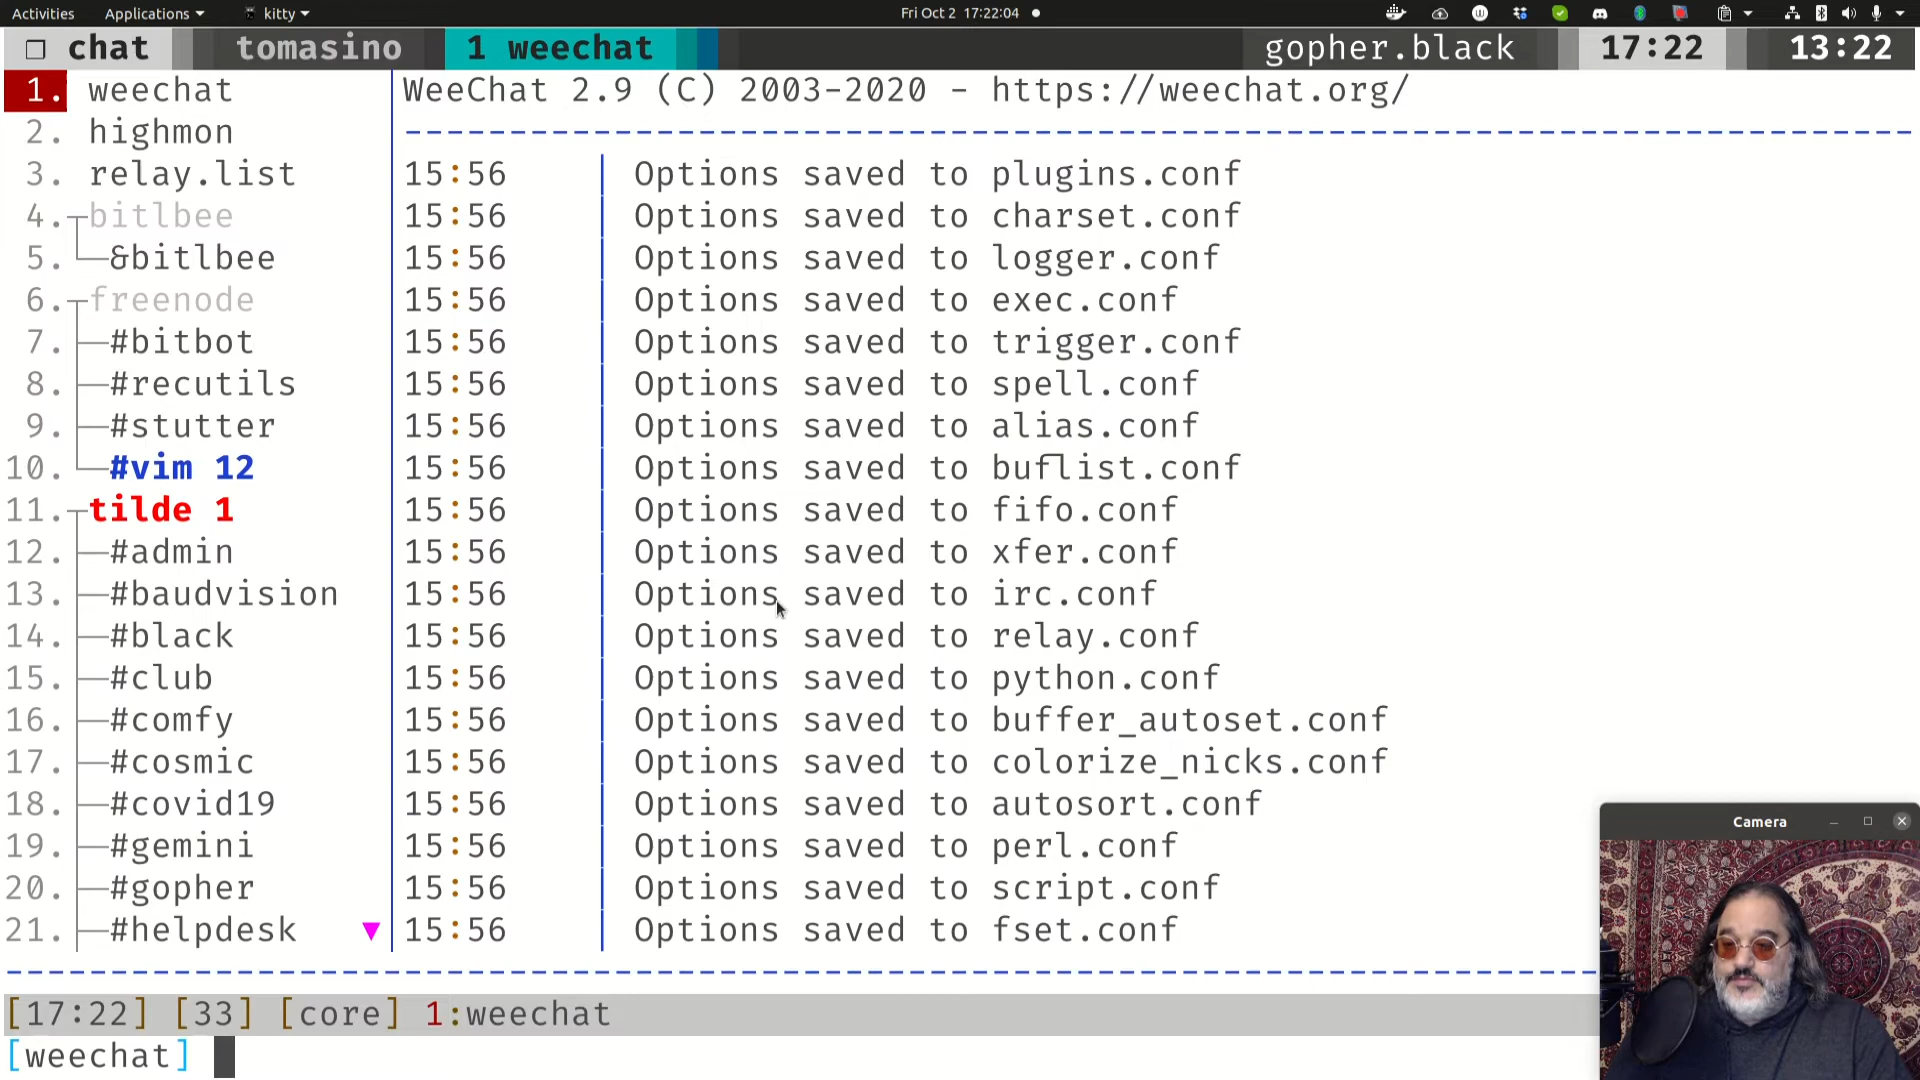 Activities Applications kitty Fri Oct 2 17:22:04
chat tomasino 1 weechat gopher.black 17:22 13:22
1. weechat
2. highmon
3. relay.list
4. bitlbee
5. &bitlbee
6. freenode
7. #bitbot
8. #recutils
9. #stutter
10. #vim 12
11. tilde 1
12. #admin
13. #baudvision
14. #black
15. #club
16. #comfy
17. #cosmic
18. #covid19
19. #gemini
20. #gopher
21. #helpdesk
WeeChat 2.9 (C) 2003-2020 - https://weechat.org/
15:56 Options saved to plugins.conf
15:56 Options saved to charset.conf
15:56 Options saved to logger.conf
15:56 Options saved to exec.conf
15:56 Options saved to trigger.conf
15:56 Options saved to spell.conf
15:56 Options saved to alias.conf
15:56 Options saved to buflist.conf
15:56 Options saved to fifo.conf
15:56 Options saved to xfer.conf
15:56 Options saved to irc.conf
15:56 Options saved to relay.conf
15:56 Options saved to python.conf
15:56 Options saved to buffer_autoset.conf
15:56 Options saved to colorize_nicks.conf
15:56 Options saved to autosort.conf
15:56 Options saved to perl.conf
15:56 Options saved to script.conf
15:56 Options saved to fset.conf
Camera
[17:22] [33] [core] 1:weechat
[weechat]